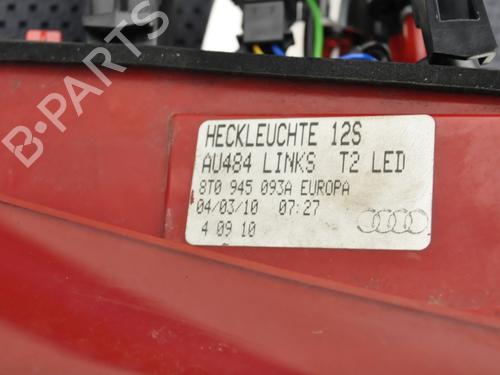 HECKLEUCHTE 12S
AU484 LINKS T2 LED
8T0 945 093A EUROPA
04/03/10 07:27
4 09 10
B-PARTS